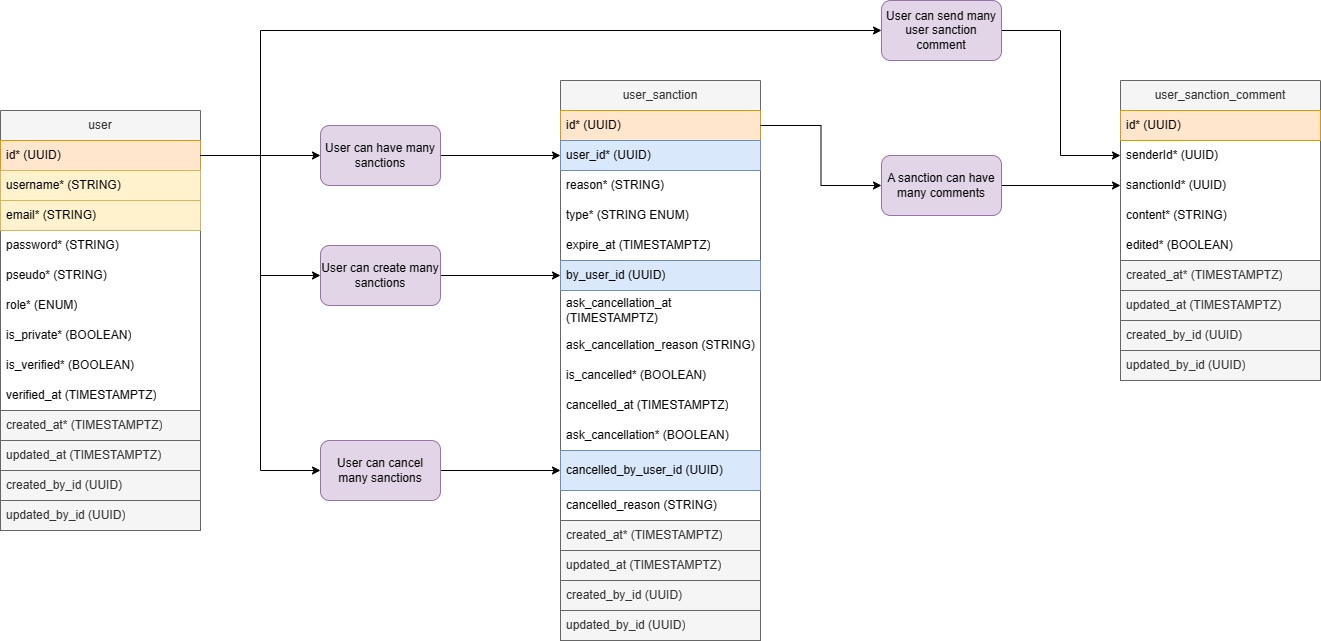 User can send many
user sanction
comment
user
id* (UUID)
username* (STRING)
email* (STRING)
password* (STRING)
pseudo* (STRING)
role* (ENUM)
is_private* (BOOLEAN)
is_verified* (BOOLEAN)
verified_at (TIMESTAMPTZ)
created_at* (TIMESTAMPTZ)
updated_at (TIMESTAMPTZ)
created_by_id (UUID)
updated_by_id (UUID)
User can have many
sanctions
User can create many
sanctions
User can cancel
many sanctions
user_sanction
id* (UUID)
user_id* (UUID)
reason* (STRING)
type* (STRING ENUM)
expire_at (TIMESTAMPTZ)
by_user_id (UUID)
ask_cancellation_at
(TIMESTAMPTZ)
ask_cancellation_reason (STRING)
is_cancelled* (BOOLEAN)
cancelled_at (TIMESTAMPTZ)
ask_cancellation* (BOOLEAN)
cancelled_by_user_id (UUID)
cancelled_reason (STRING)
created_at* (TIMESTAMPTZ)
updated_at (TIMESTAMPTZ)
created_by_id (UUID)
updated_by_id (UUID)
A sanction can have
many comments
user_sanction_comment
id* (UUID)
senderId* (UUID)
sanctionId* (UUID)
content* (STRING)
edited* (BOOLEAN)
created_at* (TIMESTAMPTZ)
updated_at (TIMESTAMPTZ)
created_by_id (UUID)
updated_by_id (UUID)